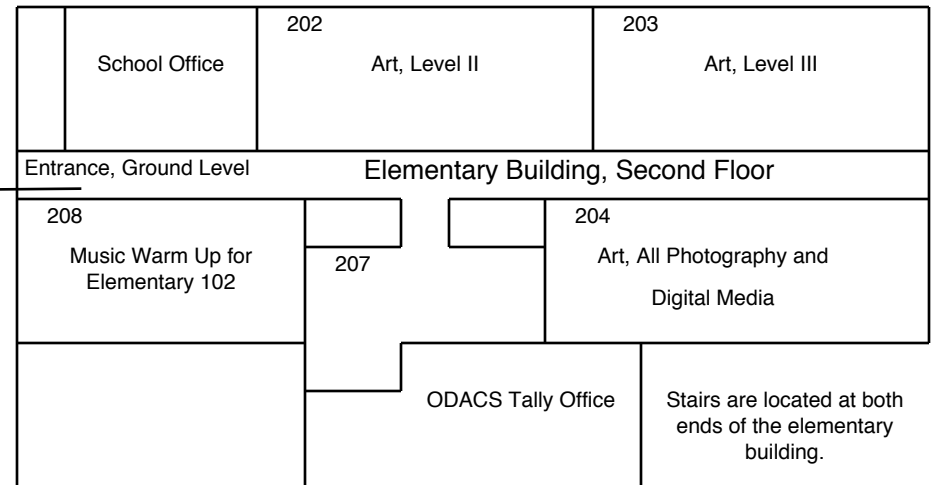 202
203
School Office
Art, Level II
Art, Level III
Entrance, Ground Level
Elementary Building, Second Floor
208
204
Music Warm Up for
Elementary 102
207
Art, All Photography and
Digital Media
ODACS Tally Office
Stairs are located at both
ends of the elementary
building.